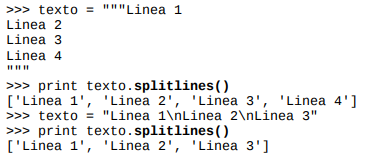 >>> texto = """Linea 1
Linea 2
Linea 3
Linea 4
"""
>>> print texto.splitlines()
['Linea 1', 'Linea 2', 'Linea 3', 'Linea 4']
>>> texto = "Linea 1\nLinea 2\nLinea 3"
>>> print texto.splitlines()
['Linea 1', 'Linea 2', 'Linea 3']